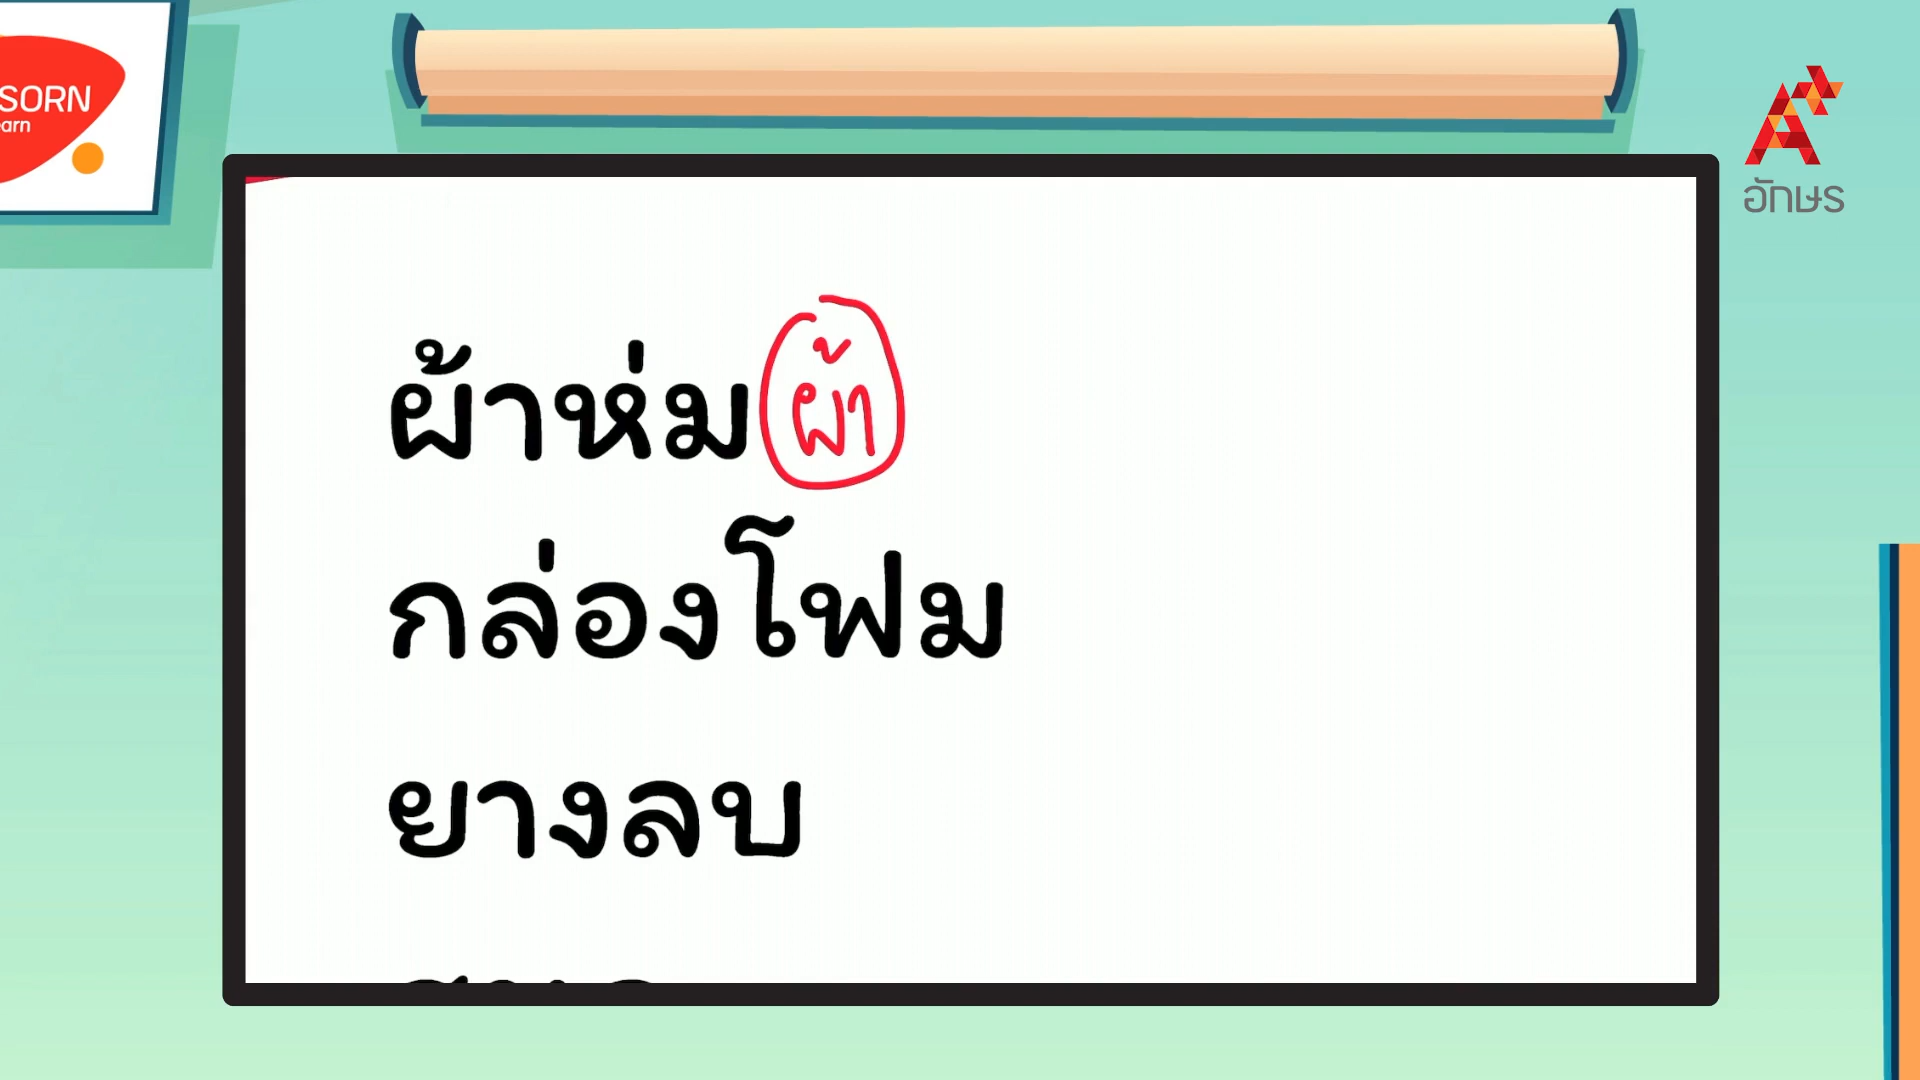 SORN
earn
อักษร
ผ้าห่ม ผ้า
กล่องโฟม
ยางลบ